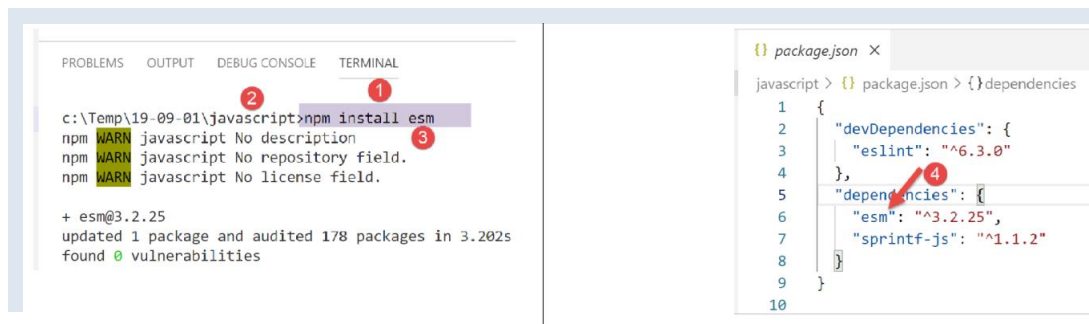 PROBLEMS OUTPUT DEBUG CONSOLE TERMINAL
1
2
c:\Temp\19-09-01\javascript>npm install esm
npm WARN javascript No description
3
npm WARN javascript No repository field.
npm WARN javascript No license field.
+ esm@3.2.25
updated 1 package and audited 178 packages in 3.202s
found 0 vulnerabilities
{} package.json ×
javascript > {} package.json > {} dependencies
1 {
2 "devDependencies": {
3 "eslint": "^6.3.0"
4 },
4
5 "dependencies": {
6 "esm": "^3.2.25",
7 "sprintf-js": "^1.1.2"
8 }
9 }
10